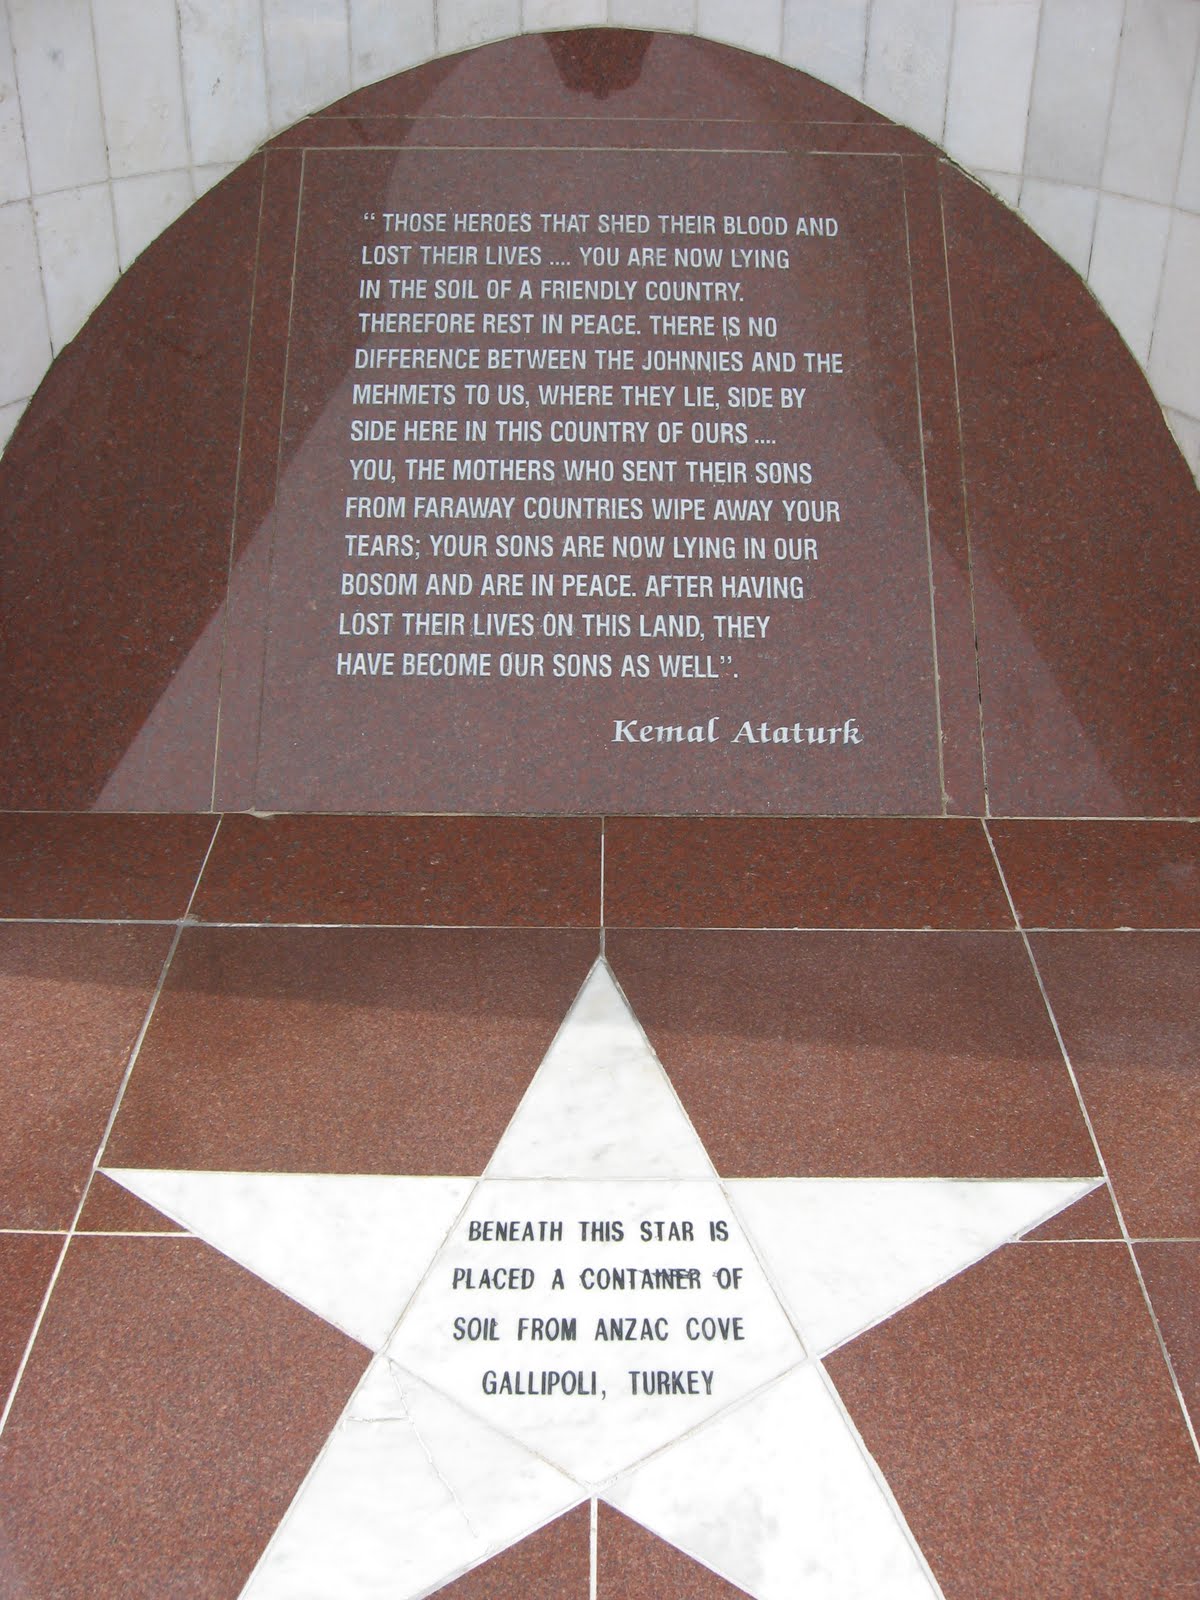 “ THOSE HEROES THAT SHED THEIR BLOOD AND
LOST THEIR LIVES .... YOU ARE NOW LYING
IN THE SOIL OF A FRIENDLY COUNTRY.
THEREFORE REST IN PEACE. THERE IS NO
DIFFERENCE BETWEEN THE JOHNNIES AND THE
MEHMETS TO US, WHERE THEY LIE, SIDE BY
SIDE HERE IN THIS COUNTRY OF OURS ....
YOU, THE MOTHERS WHO SENT THEIR SONS
FROM FARAWAY COUNTRIES WIPE AWAY YOUR
TEARS; YOUR SONS ARE NOW LYING IN OUR
BOSOM AND ARE IN PEACE. AFTER HAVING
LOST THEIR LIVES ON THIS LAND, THEY
HAVE BECOME OUR SONS AS WELL”.
Kemal Ataturk
BENEATH THIS STAR IS
PLACED A CONTAINER OF
SOIL FROM ANZAC COVE
GALLIPOLI, TURKEY